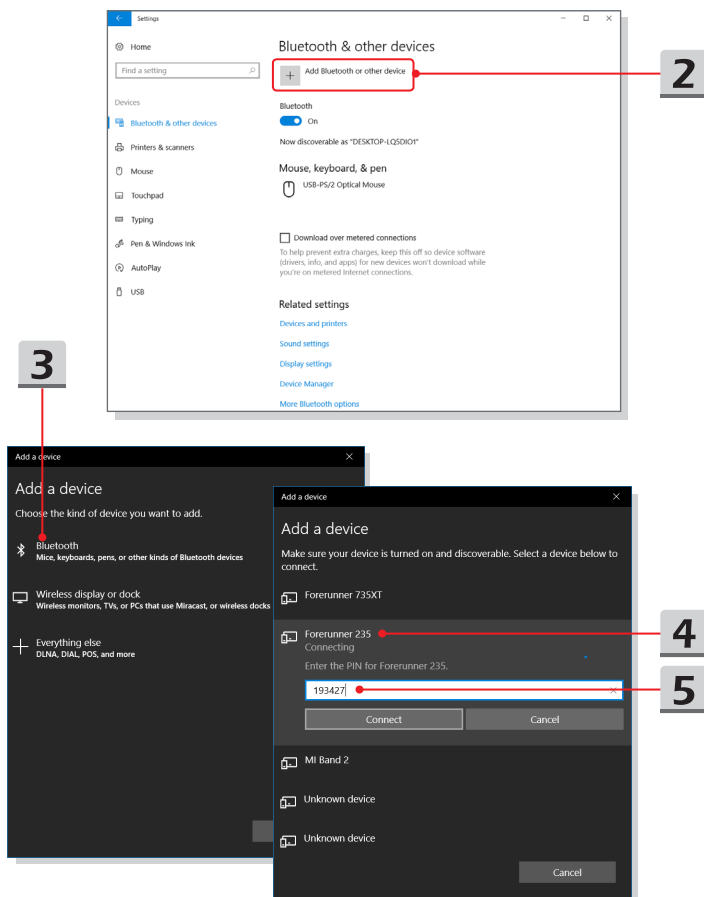 Settings
Home
Find a setting
Devices
Bluetooth & other devices
Printers & scanners
Mouse
Touchpad
Typing
Pen & Windows Ink
AutoPlay
USB
Bluetooth & other devices
Add Bluetooth or other device
Bluetooth
On
Now discoverable as "DESKTOP-LQ5DIO1"
Mouse, keyboard, & pen
USB-PS/2 Optical Mouse
Download over metered connections
To help prevent extra charges, keep this off so device software
(drivers, info, and apps) for new devices won't download while
you're on metered Internet connections.
Related settings
Devices and printers
Sound settings
Display settings
Device Manager
More Bluetooth options
2
3
Add a device
Add a device
Choose the kind of device you want to add.
Bluetooth
Mice, keyboards, pens, or other kinds of Bluetooth devices
Wireless display or dock
Wireless monitors, TVs, or PCs that use Miracast, or wireless docks
Everything else
DLNA, DIAL, POS, and more
Add a device
Add a device
Make sure your device is turned on and discoverable. Select a device below to
connect.
Forerunner 735XT
Forerunner 235
Connecting
Enter the PIN for Forerunner 235.
193427
Connect
Cancel
MI Band 2
Unknown device
Unknown device
Cancel
4
5